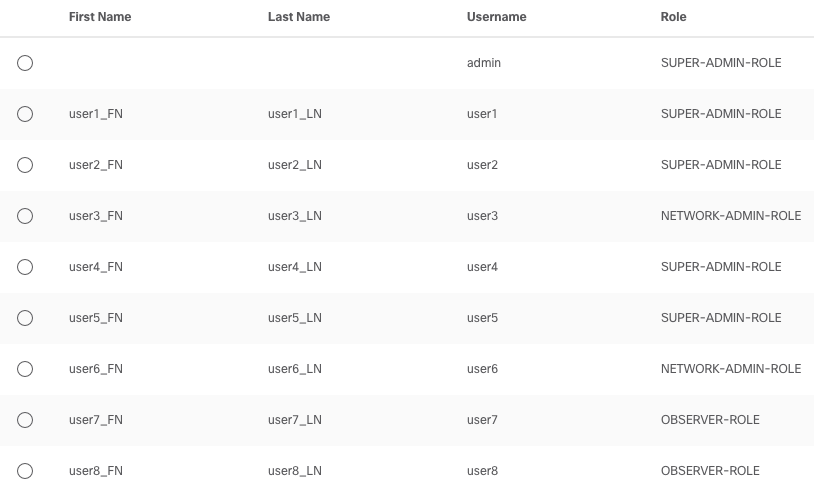 First Name Last Name Username Role
admin SUPER-ADMIN-ROLE
user1_FN user1_LN user1 SUPER-ADMIN-ROLE
user2_FN user2_LN user2 SUPER-ADMIN-ROLE
user3_FN user3_LN user3 NETWORK-ADMIN-ROLE
user4_FN user4_LN user4 SUPER-ADMIN-ROLE
user5_FN user5_LN user5 SUPER-ADMIN-ROLE
user6_FN user6_LN user6 NETWORK-ADMIN-ROLE
user7_FN user7_LN user7 OBSERVER-ROLE
user8_FN user8_LN user8 OBSERVER-ROLE